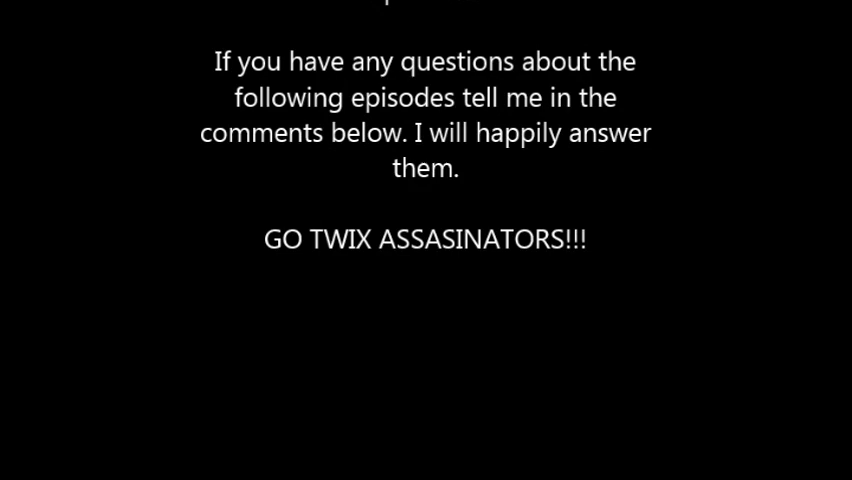 If you have any questions about the
following episodes tell me in the
comments below. I will happily answer
them.
GO TWIX ASSASINATORS!!!